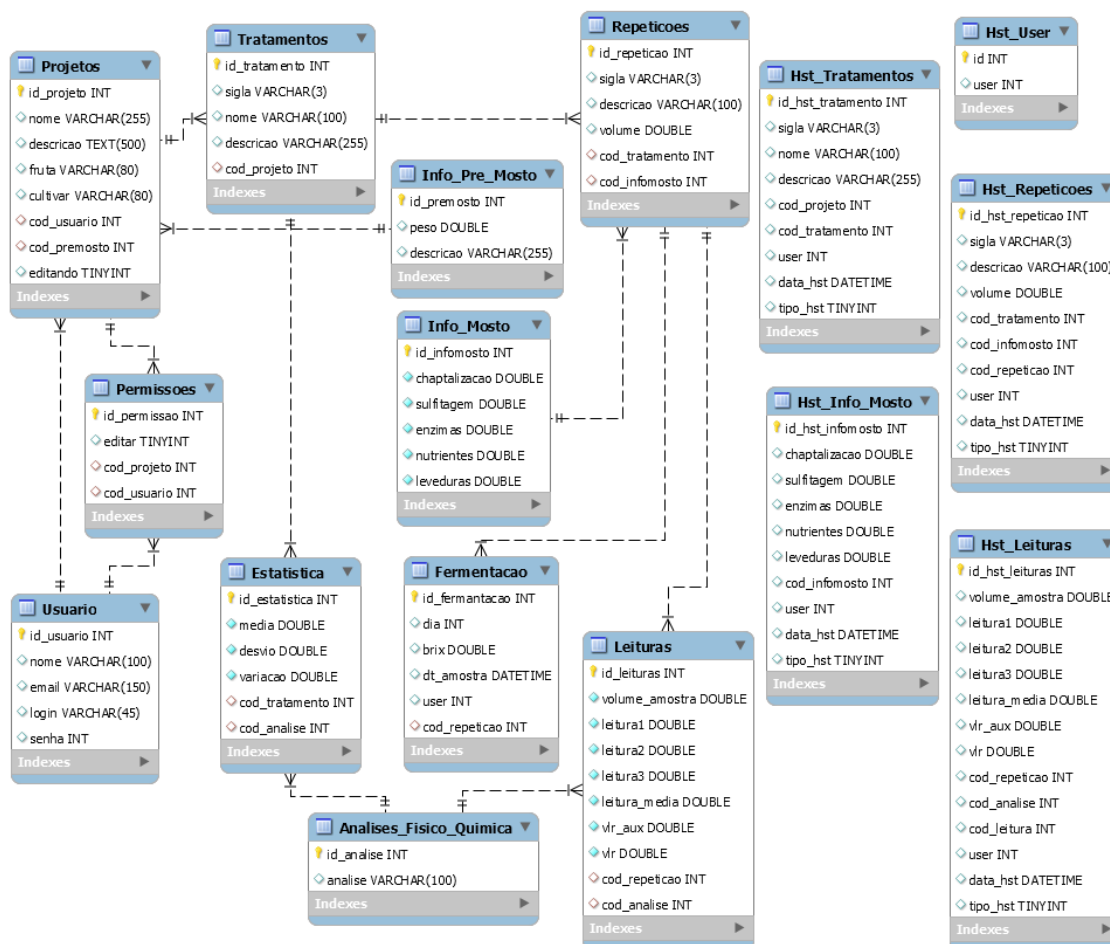 Projetos
id_projeto INT
nome VARCHAR(255)
descricao TEXT(500)
fruta VARCHAR(80)
cultivar VARCHAR(80)
cod_usuario INT
cod_premosto INT
editando TINYINT
Indexes
Tratamentos
id_tratamento INT
sigla VARCHAR(3)
nome VARCHAR(100)
descricao VARCHAR(255)
cod_projeto INT
Indexes
Info_Pre_Mosto
id_premosto INT
peso DOUBLE
descricao VARCHAR(255)
Indexes
Repeticoes
id_repeticao INT
sigla VARCHAR(3)
descricao VARCHAR(100)
volume DOUBLE
cod_tratamento INT
cod_infomosto INT
Indexes
Hst_Tratamentos
id_hst_tratamento INT
sigla VARCHAR(3)
nome VARCHAR(100)
descricao VARCHAR(255)
cod_projeto INT
cod_tratamento INT
user INT
data_hst DATETIME
tipo_hst TINYINT
Indexes
Hst_User
id INT
user INT
Indexes
Hst_Repeticoes
id_hst_repeticao INT
sigla VARCHAR(3)
descricao VARCHAR(100)
volume DOUBLE
cod_tratamento INT
cod_infomosto INT
cod_repeticao INT
user INT
data_hst DATETIME
tipo_hst TINYINT
Indexes
Info_Mosto
id_infomosto INT
chaptalizacao DOUBLE
sulfitagem DOUBLE
enzimas DOUBLE
nutrientes DOUBLE
leveduras DOUBLE
Indexes
Permissoes
id_permissao INT
editar TINYINT
cod_projeto INT
cod_usuario INT
Indexes
Hst_Info_Mosto
id_hst_infomosto INT
chaptalizacao DOUBLE
sulfitagem DOUBLE
enzimas DOUBLE
nutrientes DOUBLE
leveduras DOUBLE
cod_infomosto INT
user INT
data_hst DATETIME
tipo_hst TINYINT
Indexes
Usuario
id_usuario INT
nome VARCHAR(100)
email VARCHAR(150)
login VARCHAR(45)
senha INT
Indexes
Estatistica
id_estatistica INT
media DOUBLE
desvio DOUBLE
variacao DOUBLE
cod_tratamento INT
cod_analise INT
Indexes
Fermentacao
id_fermantacao INT
dia INT
brix DOUBLE
dt_amostra DATETIME
user INT
cod_repeticao INT
Indexes
Leituras
id_leituras INT
volume_amostra DOUBLE
leitura1 DOUBLE
leitura2 DOUBLE
leitura3 DOUBLE
leitura_media DOUBLE
vlr_aux DOUBLE
vlr DOUBLE
cod_repeticao INT
cod_analise INT
Indexes
Hst_Leituras
id_hst_leituras INT
volume_amostra DOUBLE
leitura1 DOUBLE
leitura2 DOUBLE
leitura3 DOUBLE
leitura_media DOUBLE
vlr_aux DOUBLE
vlr DOUBLE
cod_repeticao INT
cod_analise INT
cod_leitura INT
user INT
data_hst DATETIME
tipo_hst TINYINT
Indexes
Analises_Fisico_Quimica
id_analise INT
analise VARCHAR(100)
Indexes